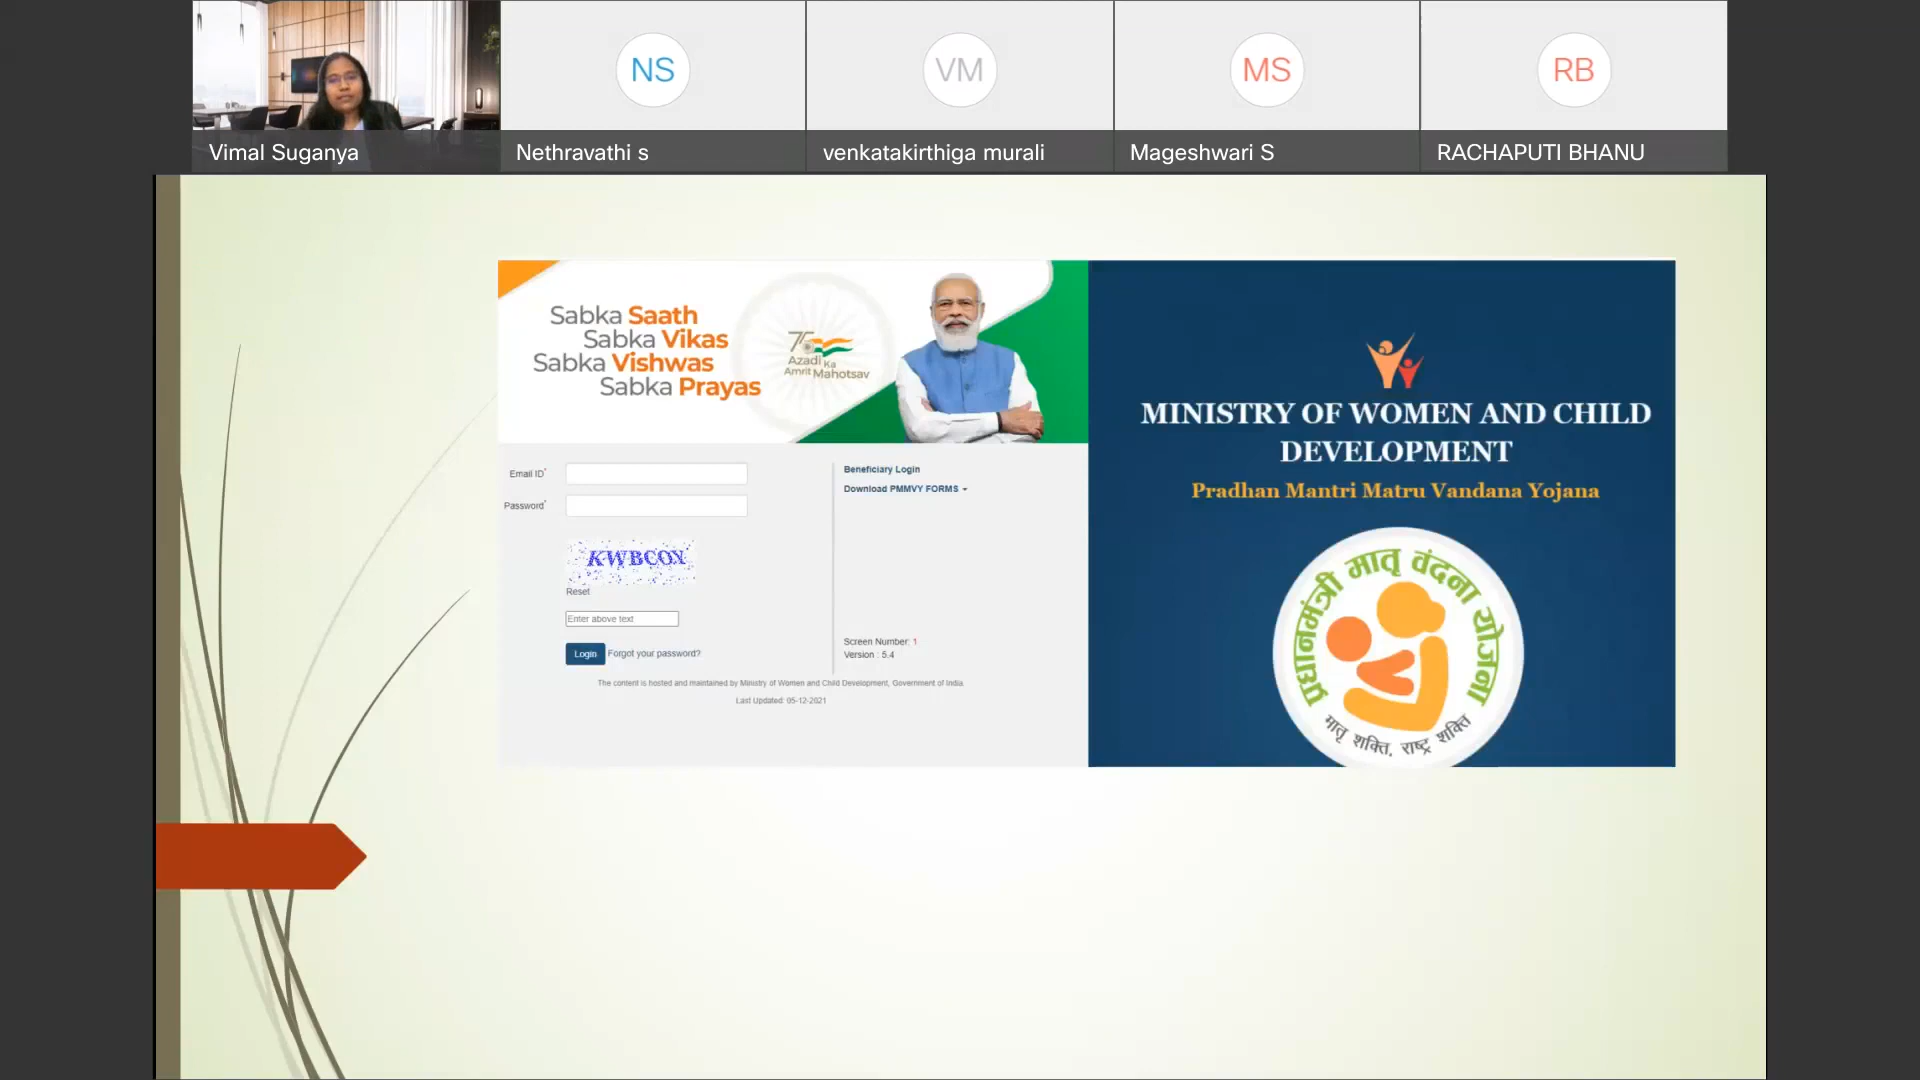 NS
VM
MS
RB
Vimal Suganya
Nethravathi s
venkatakirthiga murali
Mageshwari S
RACHAPUTI BHANU
Sabka Saath
Sabka Vikas
Sabka Vishwas
Sabka Prayas
75
Azadi Ka
Amrit Mahotsav
Email ID*
Password*
KWBCOX
Reset
Enter above text
Login Forgot your password?
Beneficiary Login
Download PMMVY FORMS
Screen Number: 1
Version : 5.4
The content is hosted and maintained by Ministry of Women and Child Development, Government of India.
Last Updated: 05-12-2021
MINISTRY OF WOMEN AND CHILD
DEVELOPMENT
Pradhan Mantri Matru Vandana Yojana
प्रधानमंत्री मातृ वंदना योजना
मातृ शक्ति, राष्ट्र शक्ति